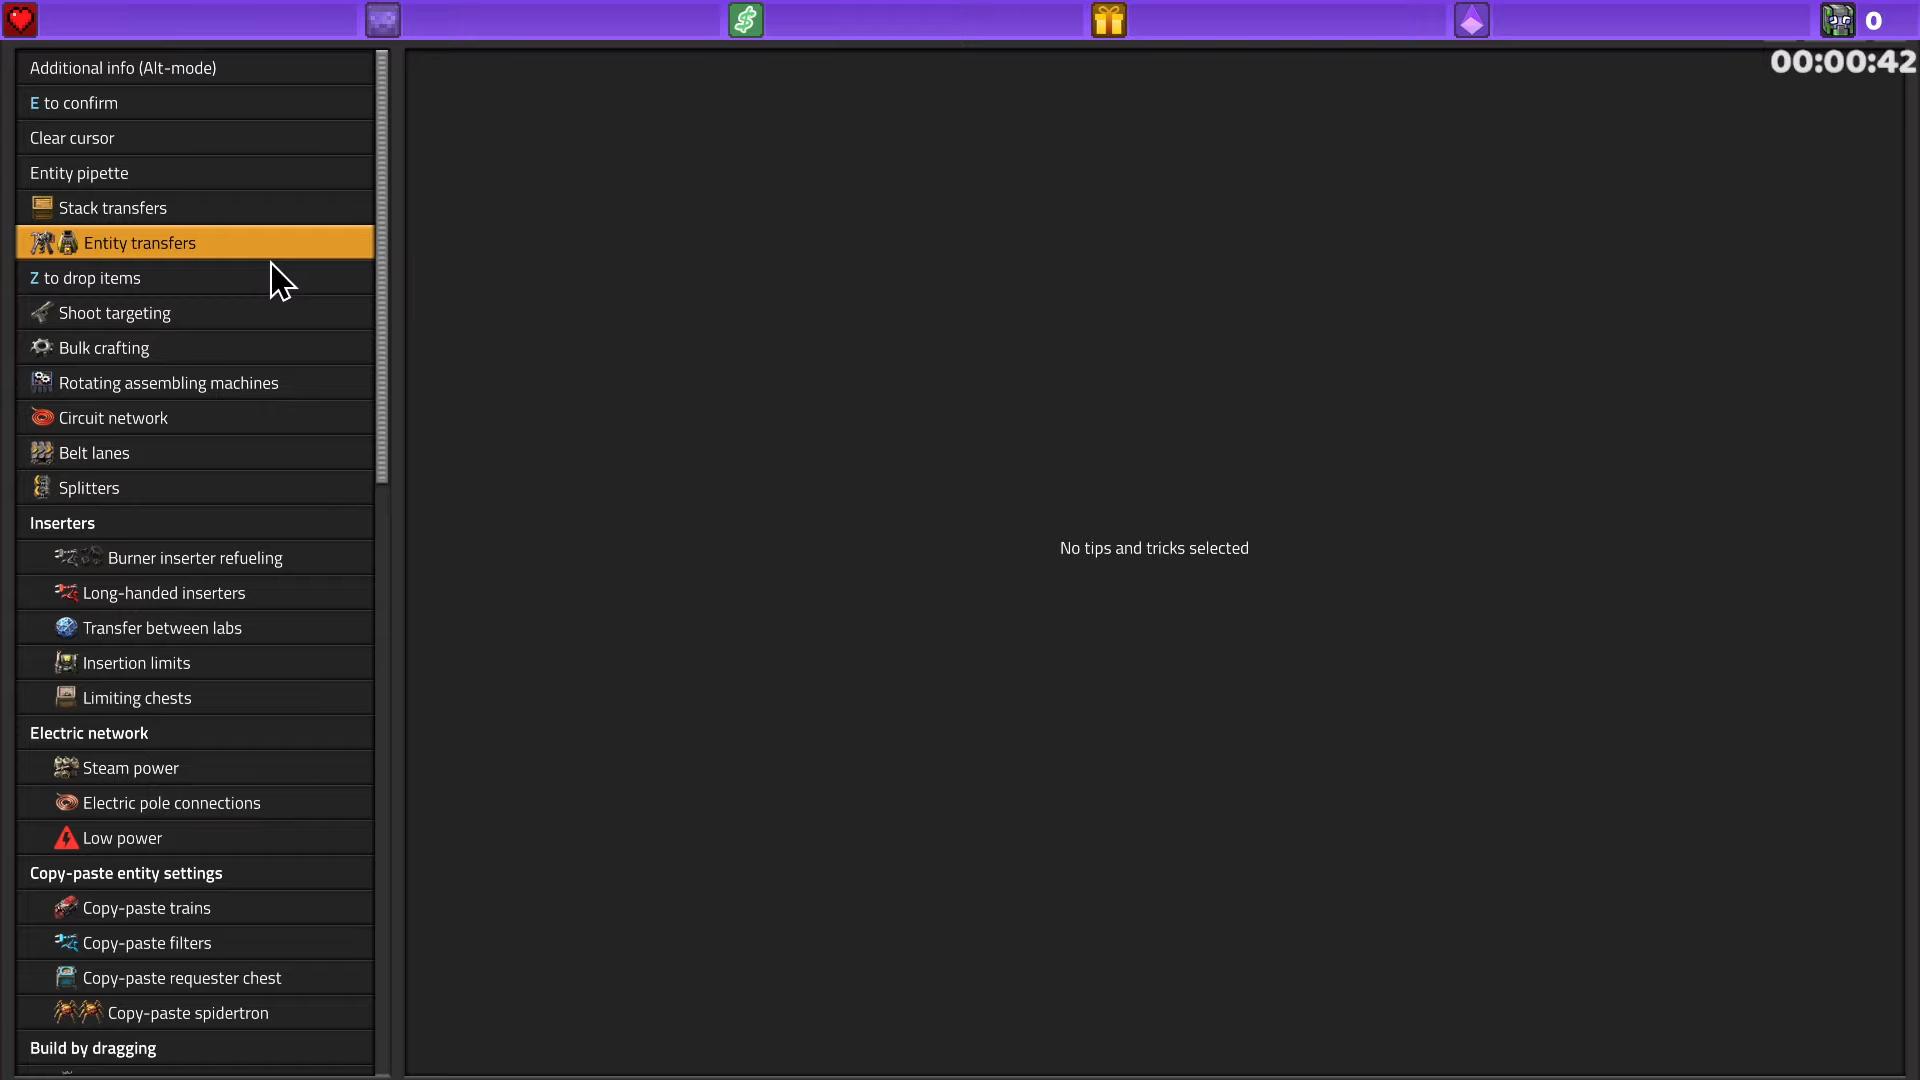 0
00:00:42
Additional info (Alt-mode)
E to confirm
Clear cursor
Entity pipette
Stack transfers
Entity transfers
Z to drop items
Shoot targeting
Bulk crafting
Rotating assembling machines
Circuit network
Belt lanes
Splitters
Inserters
Burner inserter refueling
Long-handed inserters
Transfer between labs
Insertion limits
Limiting chests
Electric network
Steam power
Electric pole connections
Low power
Copy-paste entity settings
Copy-paste trains
Copy-paste filters
Copy-paste requester chest
Copy-paste spidertron
Build by dragging
No tips and tricks selected